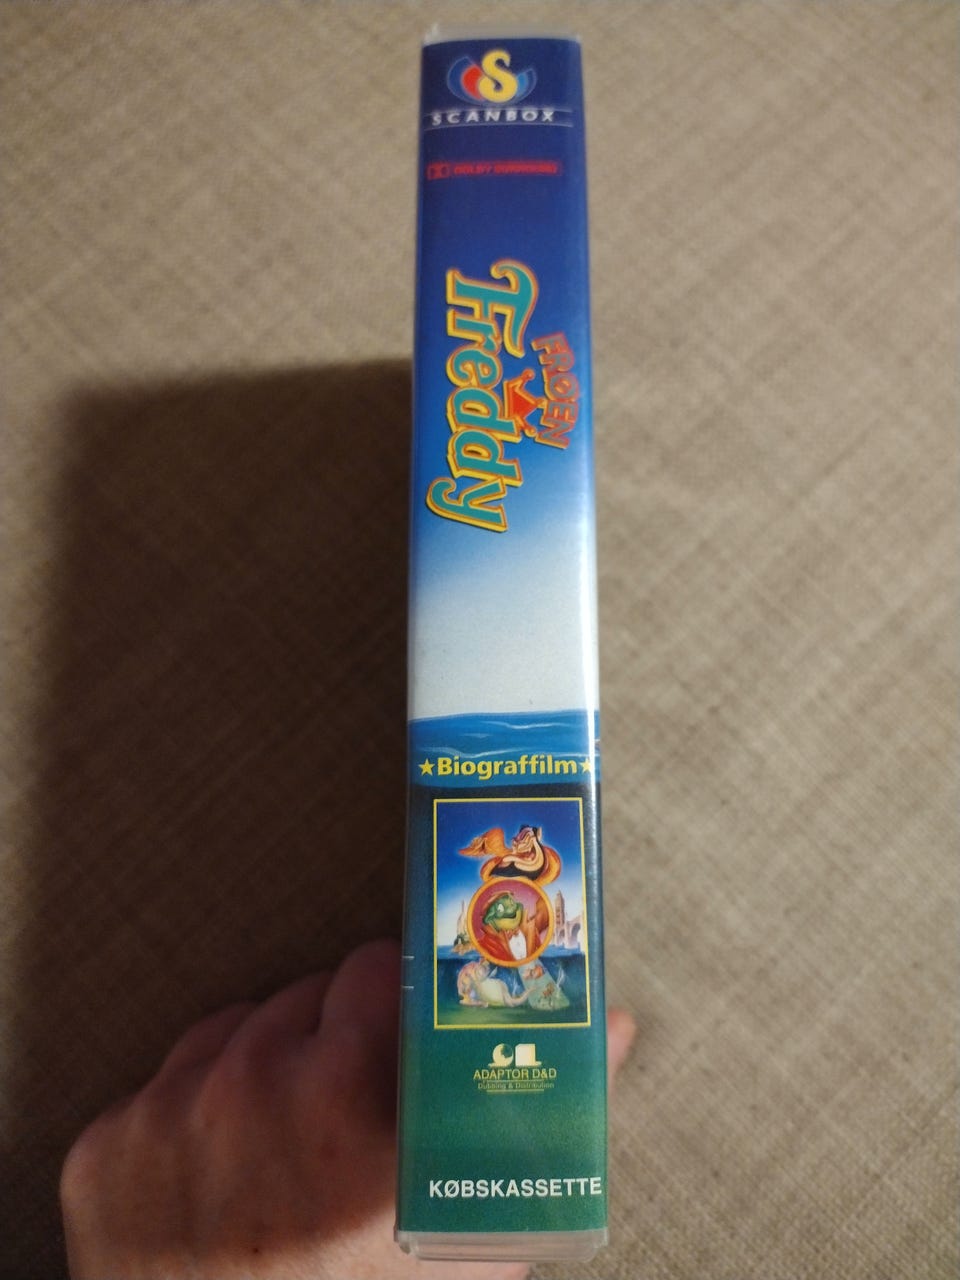 S
SCANBOX
DOLBY SURROUND
FRØEN
Freddy
★Biograffilm★
ADAPTOR D&D
Dubbing & Distribution
KØBSKASSETTE